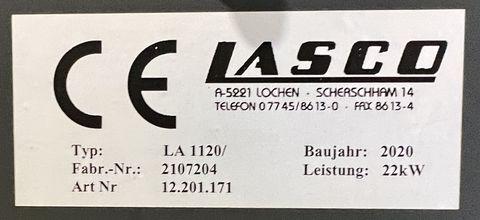 CE LASCO
A-5221 LOCHEN · SCHERSCHHAM 14
TELEFON 07745/8613-0 · FAX 8613-4
Typ: LA 1120/ Baujahr: 2020
Fabr.-Nr.: 2107204 Leistung: 22kW
Art Nr 12.201.171